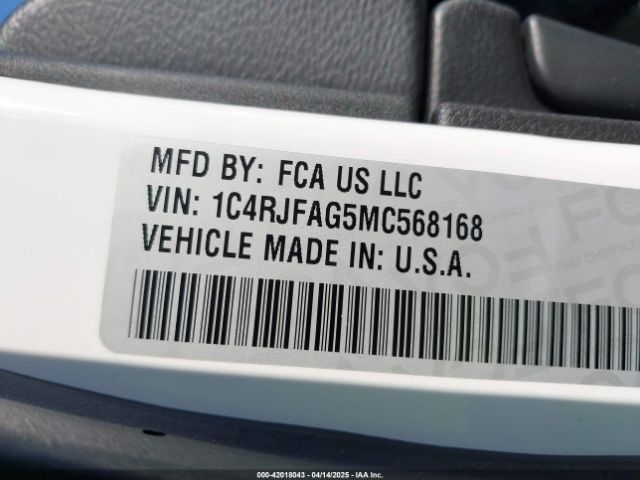 MFD BY: FCA US LLC
VIN: 1C4RJFAG5MC568168
VEHICLE MADE IN: U.S.A.
000-42018043 - 04/14/2025 - IAA Inc.